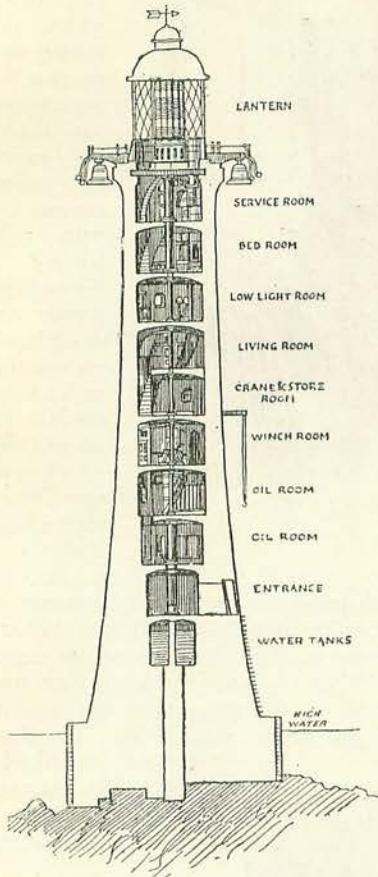 LANTERN
SERVICE ROOM
BED ROOM
LOW LIGHT ROOM
LIVING ROOM
CRANE & STORE
ROOM
WINCH ROOM
OIL ROOM
OIL ROOM
ENTRANCE
WATER TANKS
HIGH
WATER